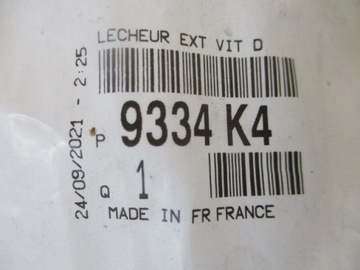 LECHEUR EXT VIT D
P 9334 K4
Q 1
MADE IN FR FRANCE
24/09/2021 - 2:25